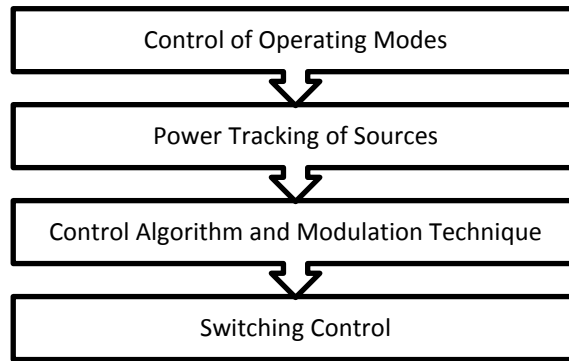 Control of Operating Modes
Power Tracking of Sources
Control Algorithm and Modulation Technique
Switching Control